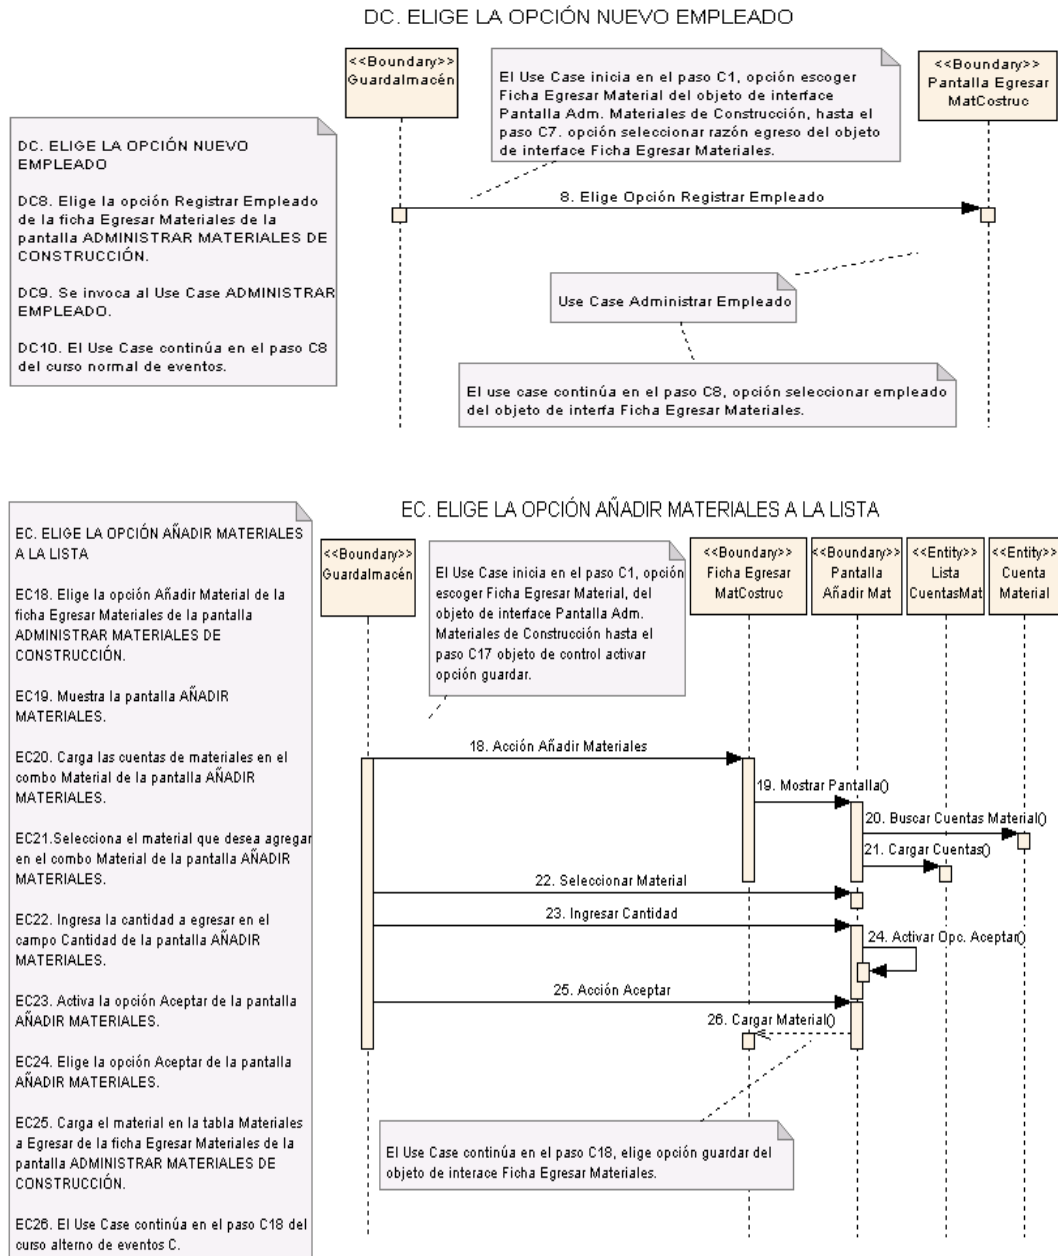 DC. ELIGE LA OPCIÓN NUEVO EMPLEADO
<<Boundary>>
Guardalmacén
El Use Case inicia en el paso C1, opción escoger
Ficha Egresar Material del objeto de interface
Pantalla Adm. Materiales de Construcción, hasta el
paso C7. opción seleccionar razón egreso del objeto
de interface Ficha Egresar Materiales.
<<Boundary>>
Pantalla Egresar
MatCostruc
DC. ELIGE LA OPCIÓN NUEVO
EMPLEADO
DC8. Elige la opción Registrar Empleado
de la ficha Egresar Materiales de la
pantalla ADMINISTRAR MATERIALES DE
CONSTRUCCIÓN.
DC9. Se invoca al Use Case ADMINISTRAR
EMPLEADO.
DC10. El Use Case continúa en el paso C8
del curso normal de eventos.
8. Elige Opción Registrar Empleado
Use Case Administrar Empleado
El use case continúa en el paso C8, opción seleccionar empleado
del objeto de interfa Ficha Egresar Materiales.
EC. ELIGE LA OPCIÓN AÑADIR MATERIALES A LA LISTA
EC. ELIGE LA OPCIÓN AÑADIR MATERIALES
A LA LISTA
EC18. Elige la opción Añadir Material de la
ficha Egresar Materiales de la pantalla
ADMINISTRAR MATERIALES DE
CONSTRUCCIÓN.
EC19. Muestra la pantalla AÑADIR
MATERIALES.
EC20. Carga las cuentas de materiales en el
combo Material de la pantalla AÑADIR
MATERIALES.
EC21.Selecciona el material que desea agregar
en el combo Material de la pantalla AÑADIR
MATERIALES.
EC22. Ingresa la cantidad a egresar en el
campo Cantidad de la pantalla AÑADIR
MATERIALES.
EC23. Activa la opción Aceptar de la pantalla
AÑADIR MATERIALES.
EC24. Elige la opción Aceptar de la pantalla
AÑADIR MATERIALES.
EC25. Carga el material en la tabla Materiales
a Egresar de la ficha Egresar Materiales de la
pantalla ADMINISTRAR MATERIALES DE
CONSTRUCCIÓN.
EC26. El Use Case continúa en el paso C18 del
curso alterno de eventos C.
<<Boundary>>
Guardalmacén
El Use Case inicia en el paso C1, opción
escoger Ficha Egresar Material, del
objeto de interface Pantalla Adm.
Materiales de Construcción hasta el
paso C17 objeto de control activar
opción guardar.
<<Boundary>>
Ficha Egresar
MatCostruc
<<Boundary>>
Pantalla
Añadir Mat
<<Entity>>
Lista
CuentasMat
<<Entity>>
Cuenta
Material
18. Acción Añadir Materiales
19. Mostrar Pantalla()
20. Buscar Cuentas Material()
21. Cargar Cuentas()
22. Seleccionar Material
23. Ingresar Cantidad
24. Activar Opc. Aceptar()
25. Acción Aceptar
26. Cargar Material()
El Use Case continúa en el paso C18, elige opción guardar del
objeto de interace Ficha Egresar Materiales.